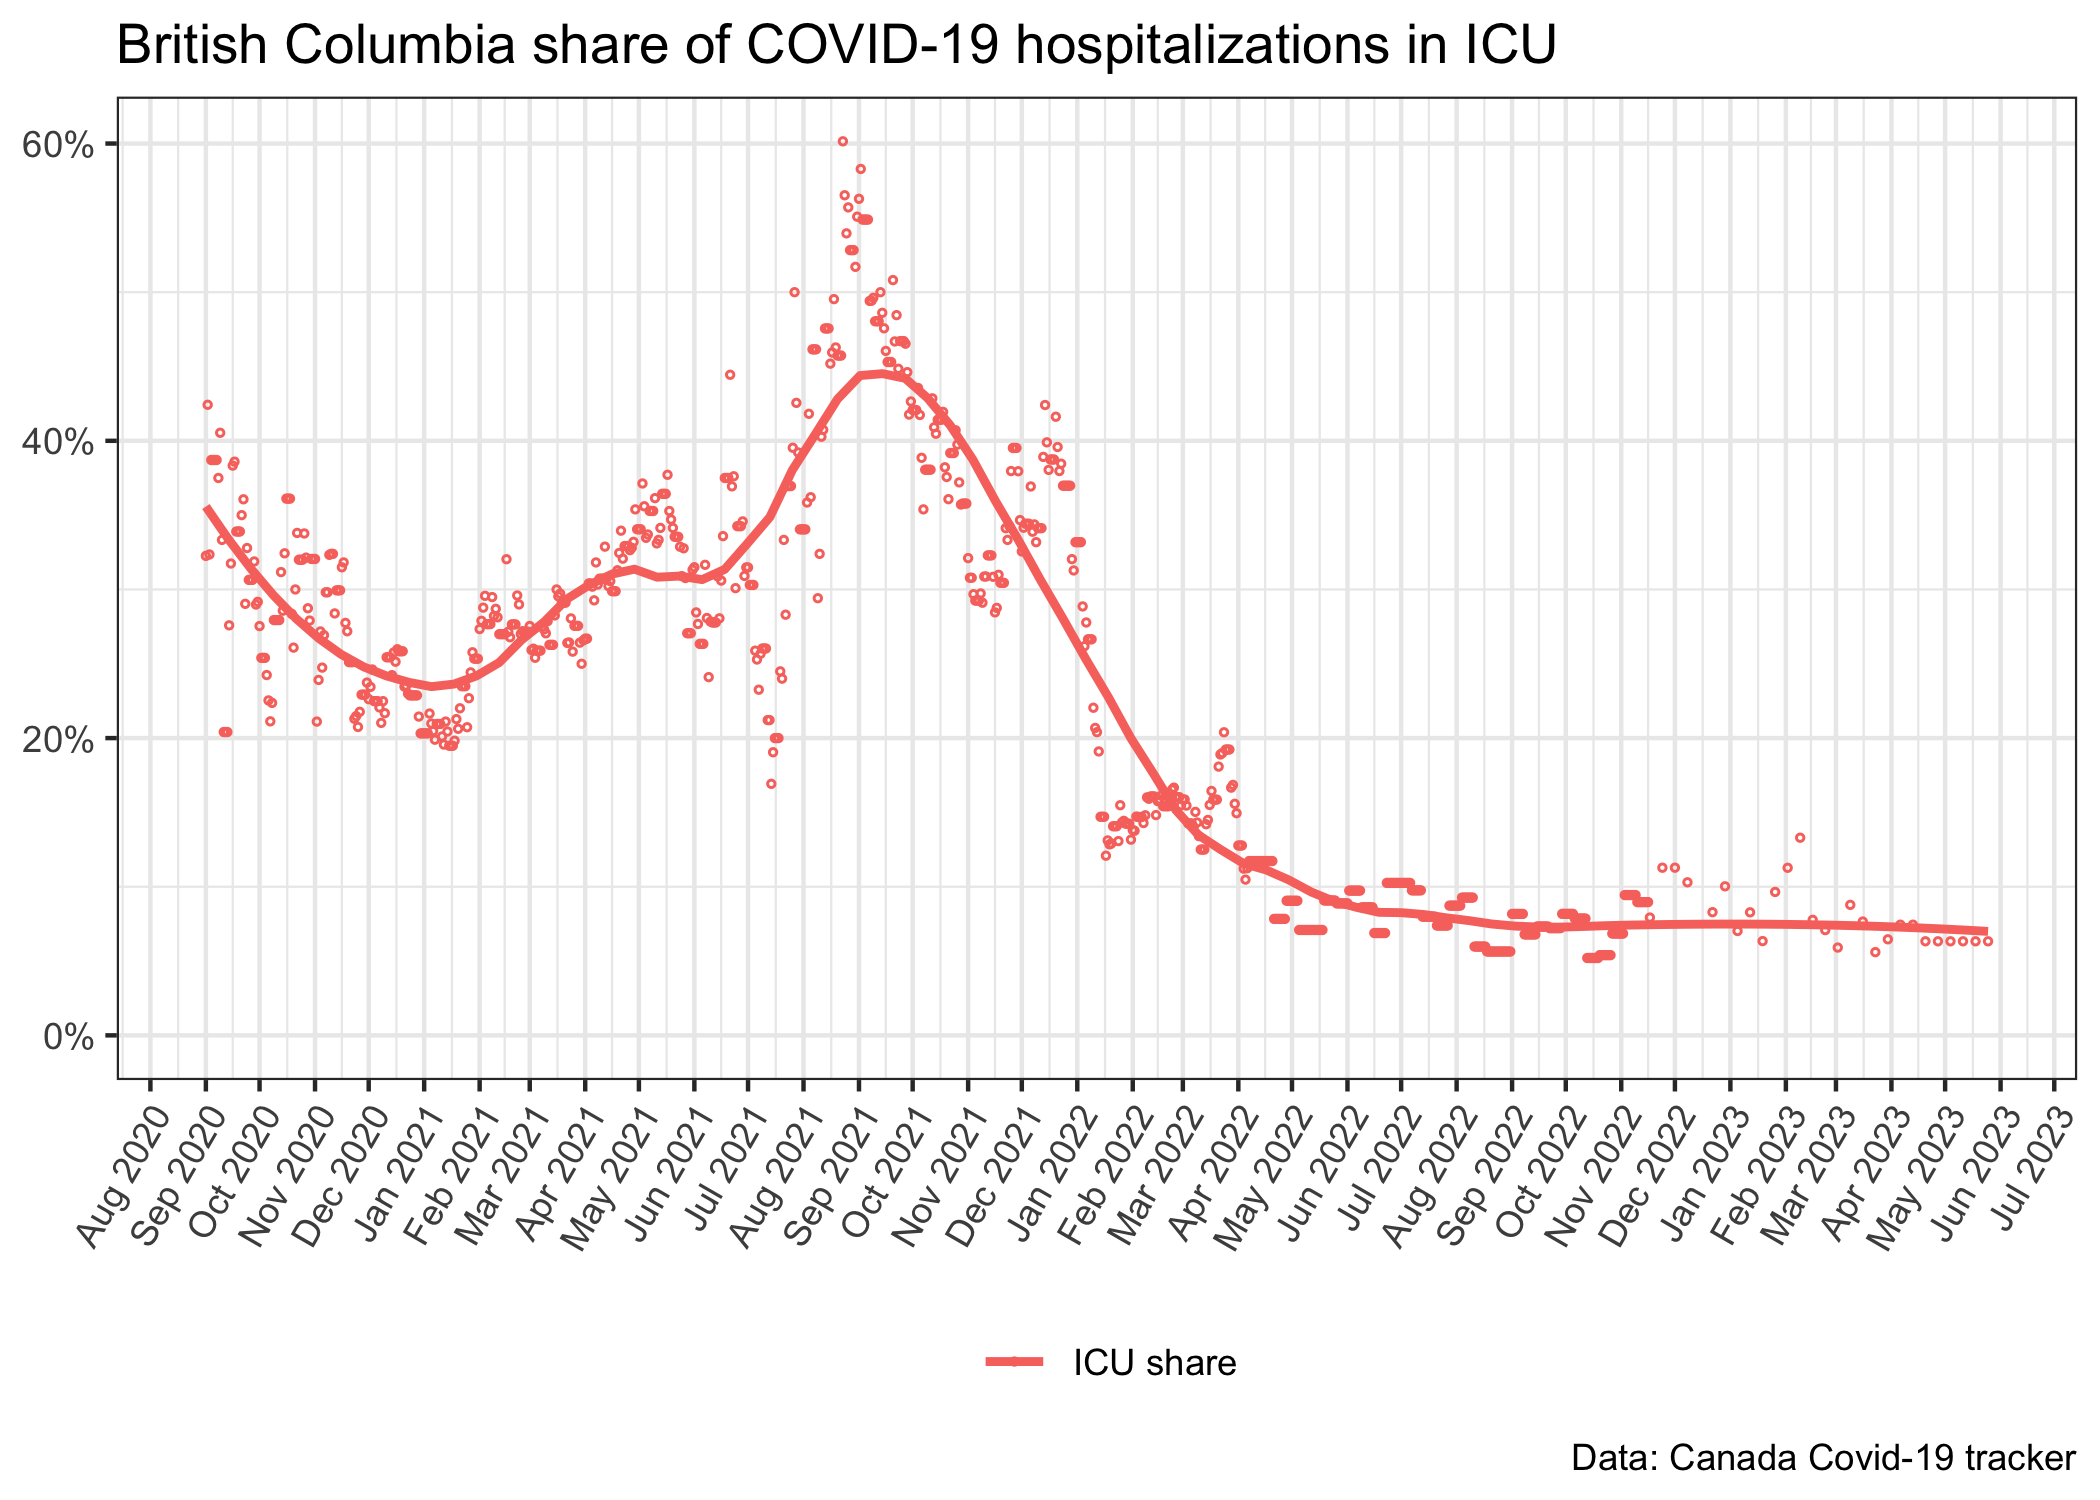 British Columbia share of COVID-19 hospitalizations in ICU
60%
40%
20%
0%
Aug 2020
Sep 2020
Oct 2020
Nov 2020
Dec 2020
Jan 2021
Feb 2021
Mar 2021
Apr 2021
May 2021
Jun 2021
Jul 2021
Aug 2021
Sep 2021
Oct 2021
Nov 2021
Dec 2021
Jan 2022
Feb 2022
Mar 2022
Apr 2022
May 2022
Jun 2022
Jul 2022
Aug 2022
Sep 2022
Oct 2022
Nov 2022
Dec 2022
Jan 2023
Feb 2023
Mar 2023
Apr 2023
May 2023
Jun 2023
Jul 2023
ICU share
Data: Canada Covid-19 tracker